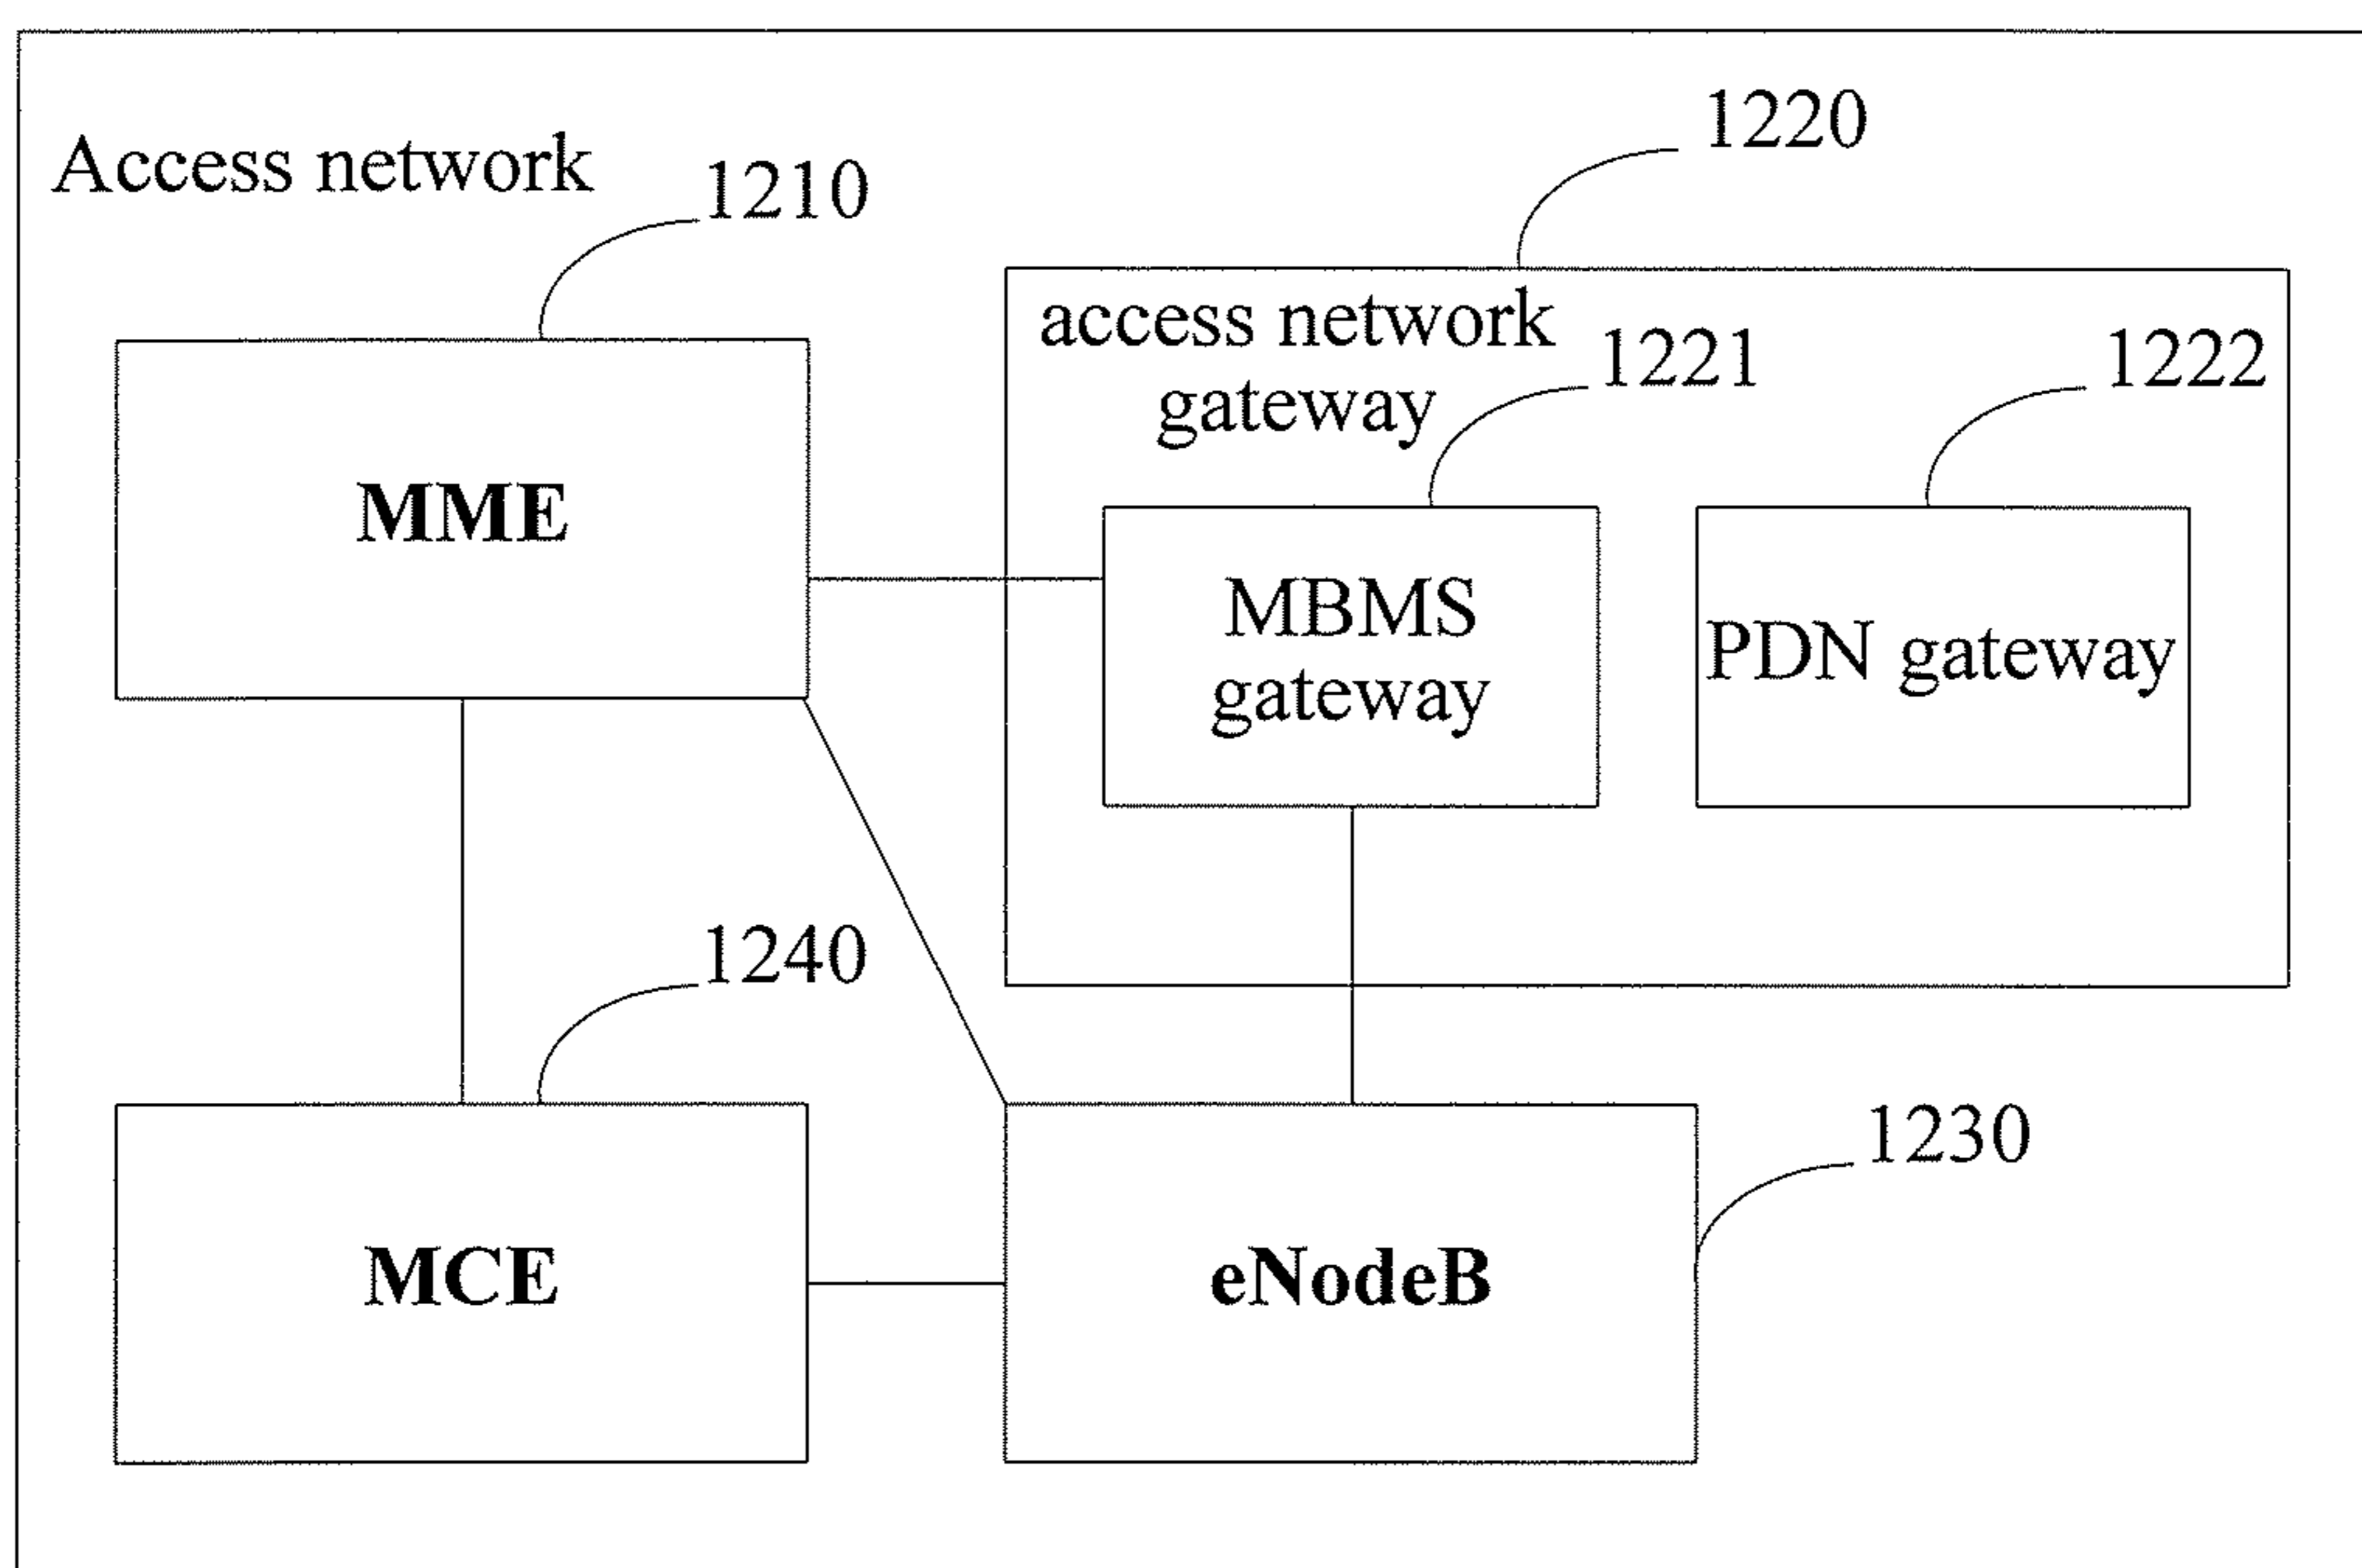 1220
Access network
1210
access network
gateway
1221
1222
MME
MBMS
gateway
PDN gateway
1240
1230
MCE
eNodeB